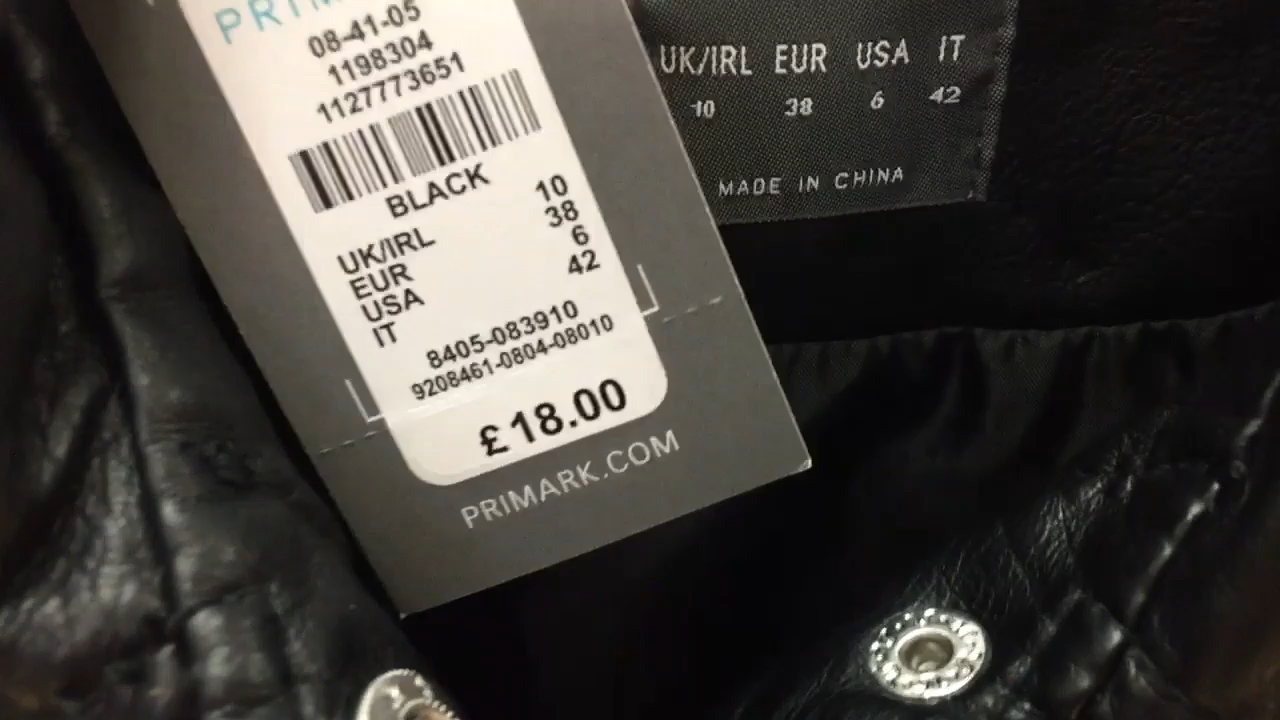 08-41-05
1198304
1127773651
BLACK
UK/IRL 10
EUR 38
USA 6
IT 42
8405-083910
9208461-0804-08010
£18.00
PRIMARK.COM
UK/IRL EUR USA IT
10 38 6 42
MADE IN CHINA